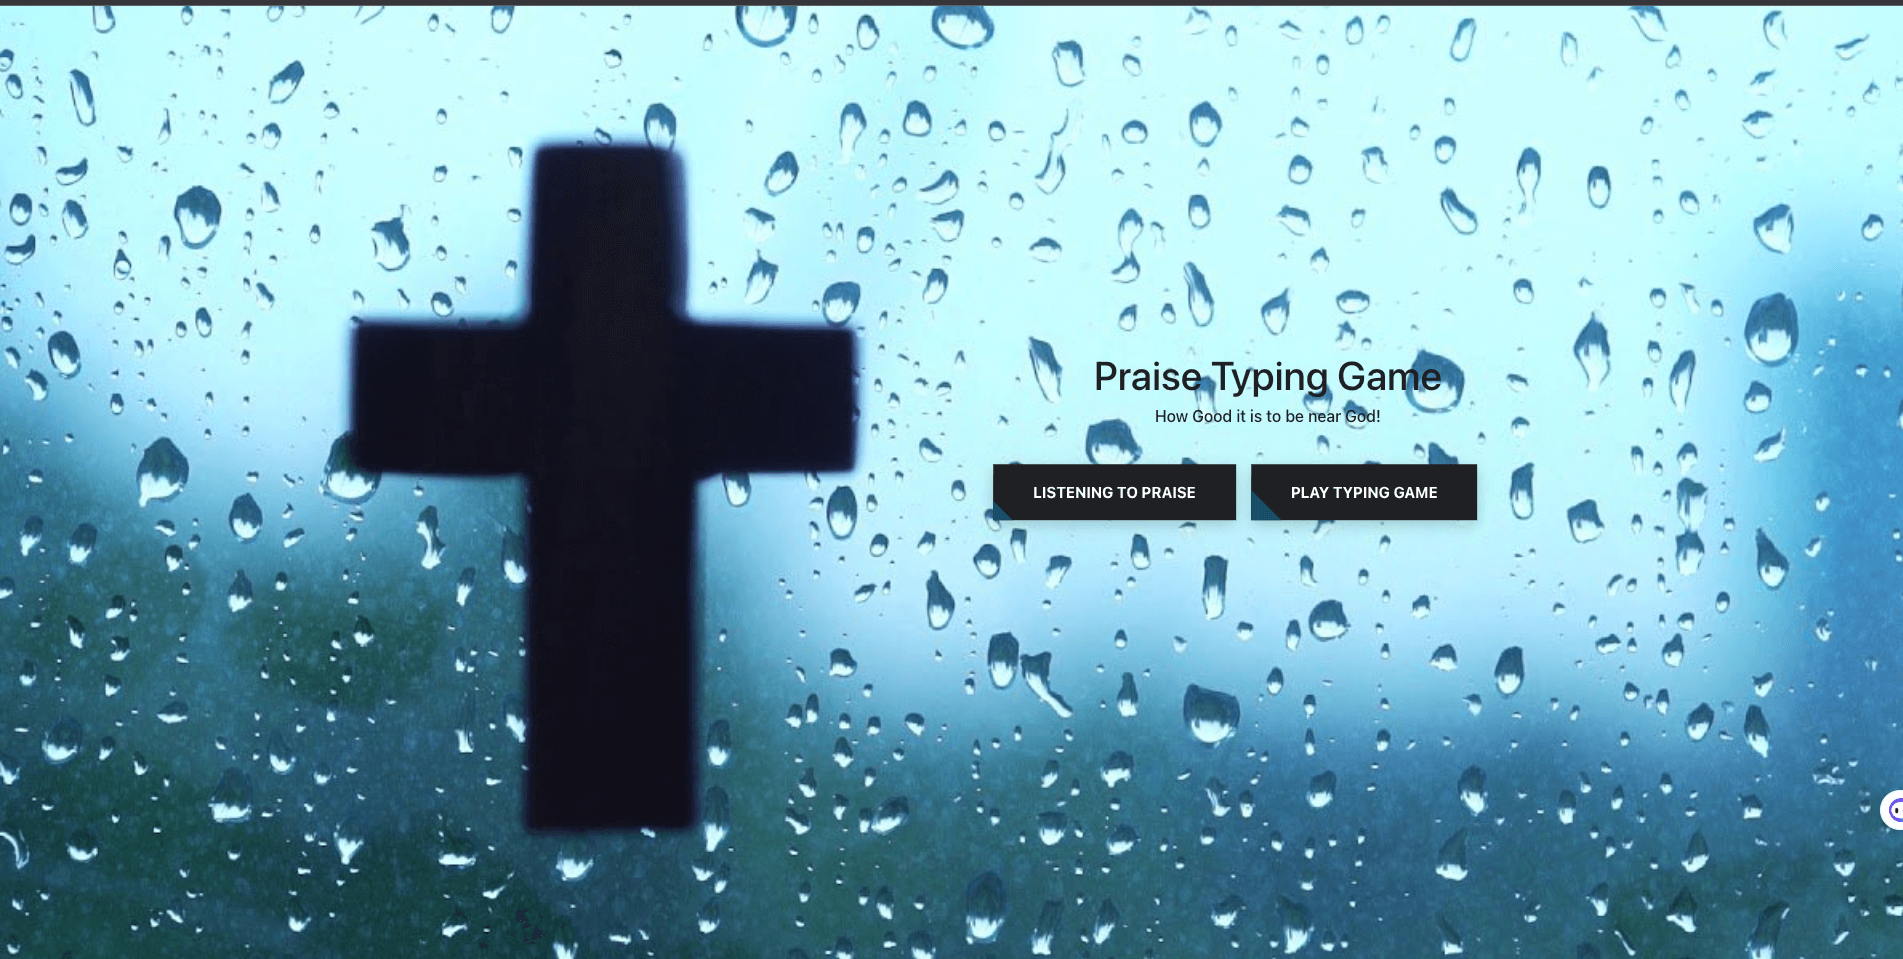 Praise Typing Game
How Good it is to be near God!
LISTENING TO PRAISE
PLAY TYPING GAME